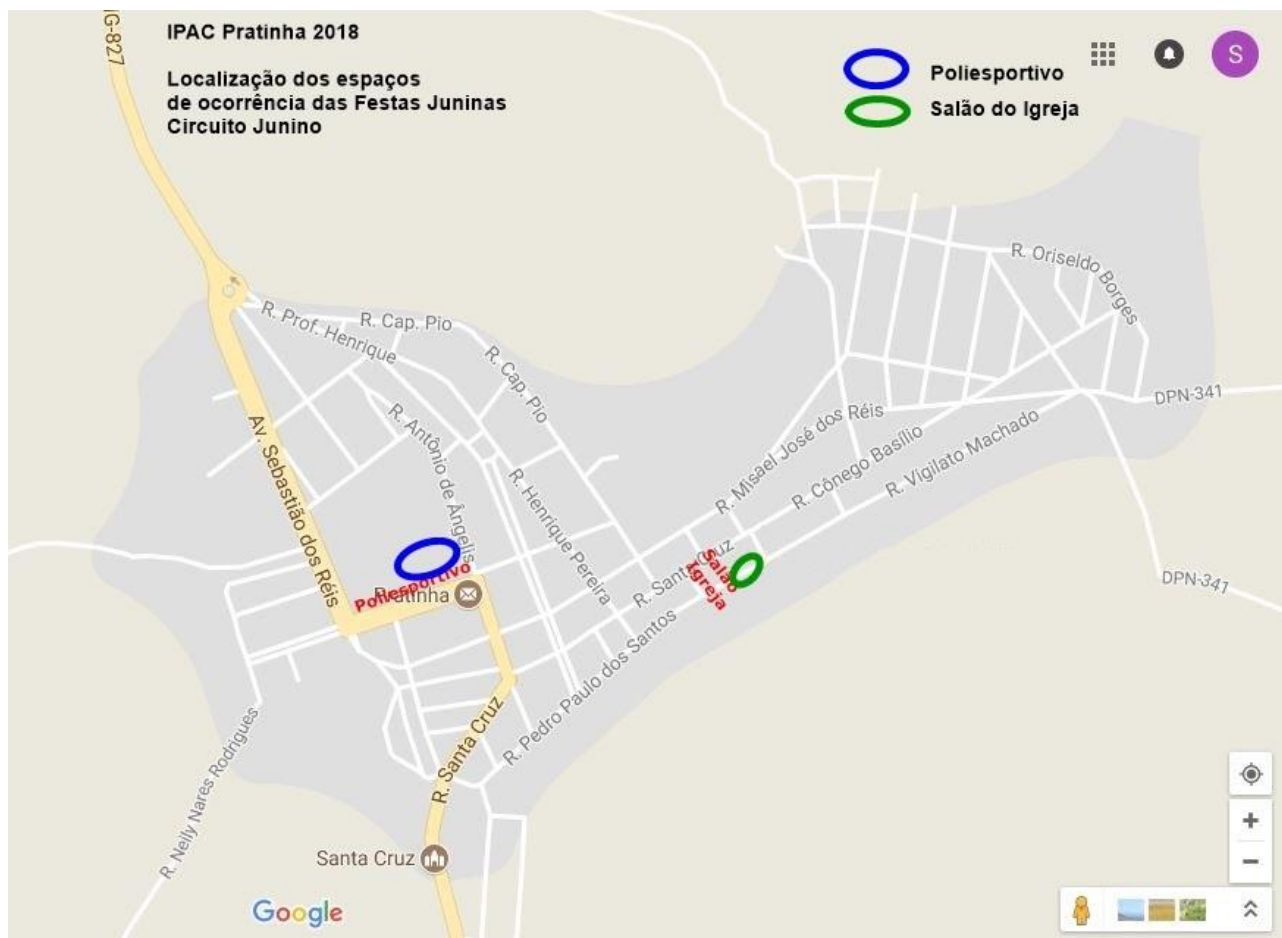 IPAC Pratinha 2018
Localização dos espaços
de ocorrência das Festas Juninas
Circuito Junino
Poliesportivo
Salão do Igreja
S
IG-827
R. Oriseldo Borges
R. Prof. Henrique
R. Cap. Pio
R. Cap. Pio
DPN-341
R. Antônio de Ângelis
Av. Sebastião dos Réis
R. Misael José dos Réis
R. Cônego Basílio
R. Vigilato Machado
R. Henrique Pereira
R. Santa Cruz
Salão
Igreja
Poliesportivo
Pratinha
DPN-341
R. Pedro Paulo dos Santos
R. Neily Nares Rodrigues
R. Santa Cruz
Santa Cruz
Google